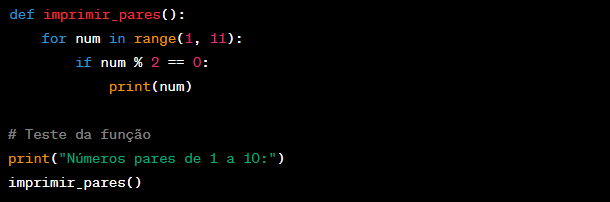 def imprimir_pares():
    for num in range(1, 11):
        if num % 2 == 0:
            print(num)

# Teste da função
print("Números pares de 1 a 10:")
imprimir_pares()